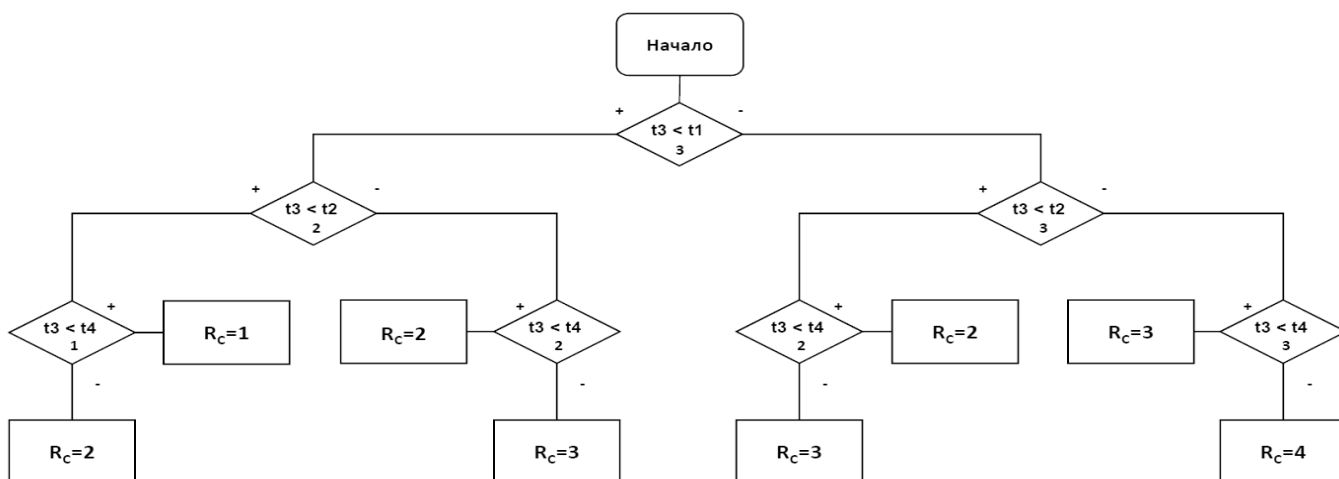 Начало
+ -
t3 < t1
3
+ - + -
t3 < t2 t3 < t2
2 3
+ + + +
t3 < t4 R_C=1 R_C=2 t3 < t4 t3 < t4 R_C=2 R_C=3 t3 < t4
1 2 2 3
- - - -
R_C=2 R_C=3 R_C=3 R_C=4